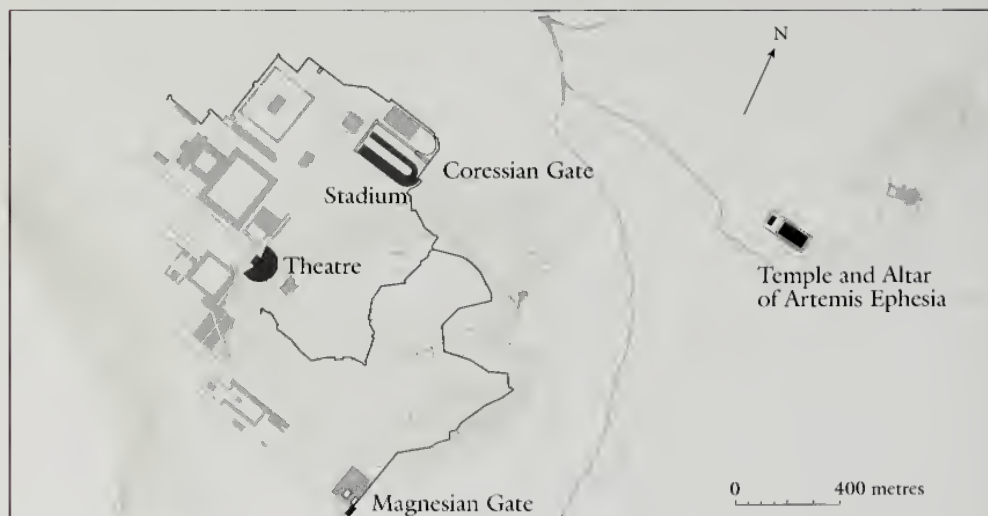 N
Coressian Gate
Stadium
Theatre
Temple and Altar
of Artemis Ephesia
0 400 metres
Magnesian Gate